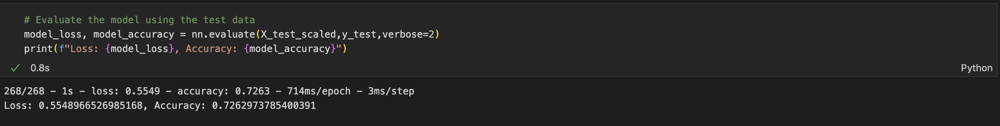 # Evaluate the model using the test data
model_loss, model_accuracy = nn.evaluate(X_test_scaled,y_test,verbose=2)
print(f"Loss: {model_loss}, Accuracy: {model_accuracy}")
✓ 0.8s
Python
268/268 - 1s - loss: 0.5549 - accuracy: 0.7263 - 714ms/epoch - 3ms/step
Loss: 0.5548966526985168, Accuracy: 0.7262973785400391